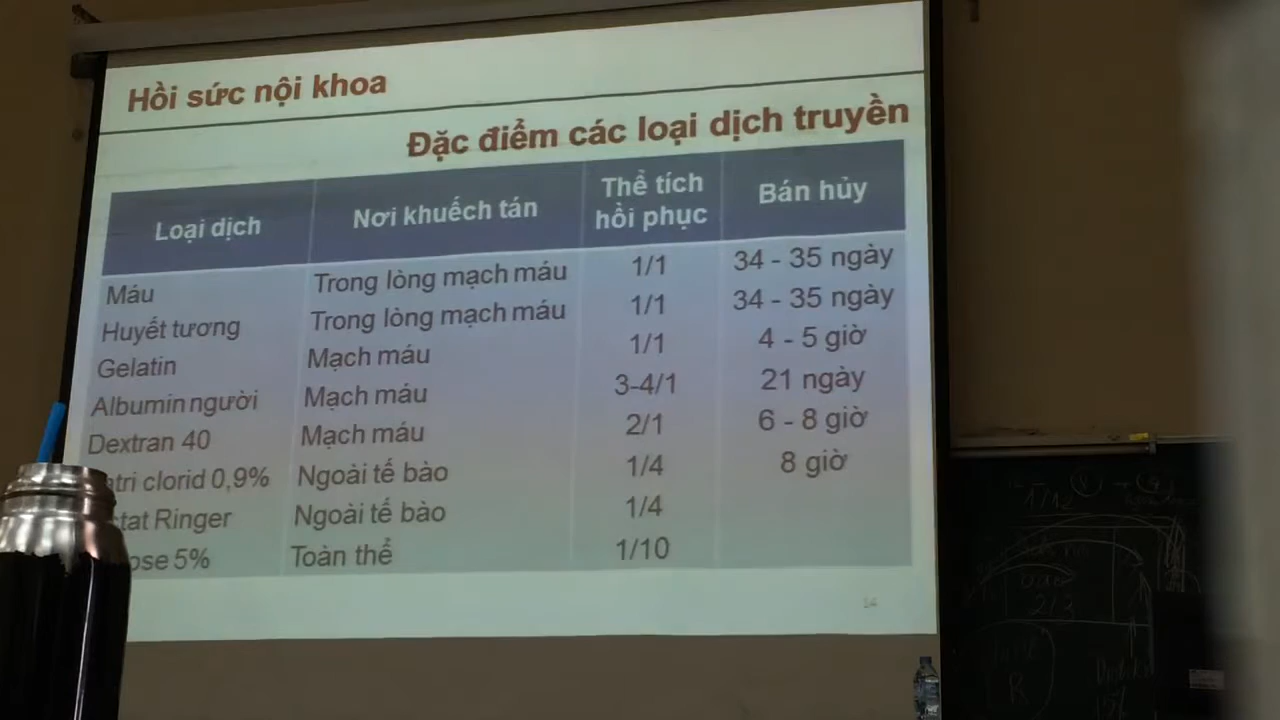 Hồi sức nội khoa
Đặc điểm các loại dịch truyền
Loại dịch Nơi khuếch tán Thể tích hồi phục Bán hủy
Máu Trong lòng mạch máu 1/1 34 - 35 ngày
Huyết tương Trong lòng mạch máu 1/1 34 - 35 ngày
Gelatin Mạch máu 1/1 4 - 5 giờ
Albumin người Mạch máu 3-4/1 21 ngày
Dextran 40 Mạch máu 2/1 6 - 8 giờ
tri clorid 0,9% Ngoài tế bào 1/4 8 giờ
tat Ringer Ngoài tế bào 1/4
ose 5% Toàn thể 1/10
14
2/3